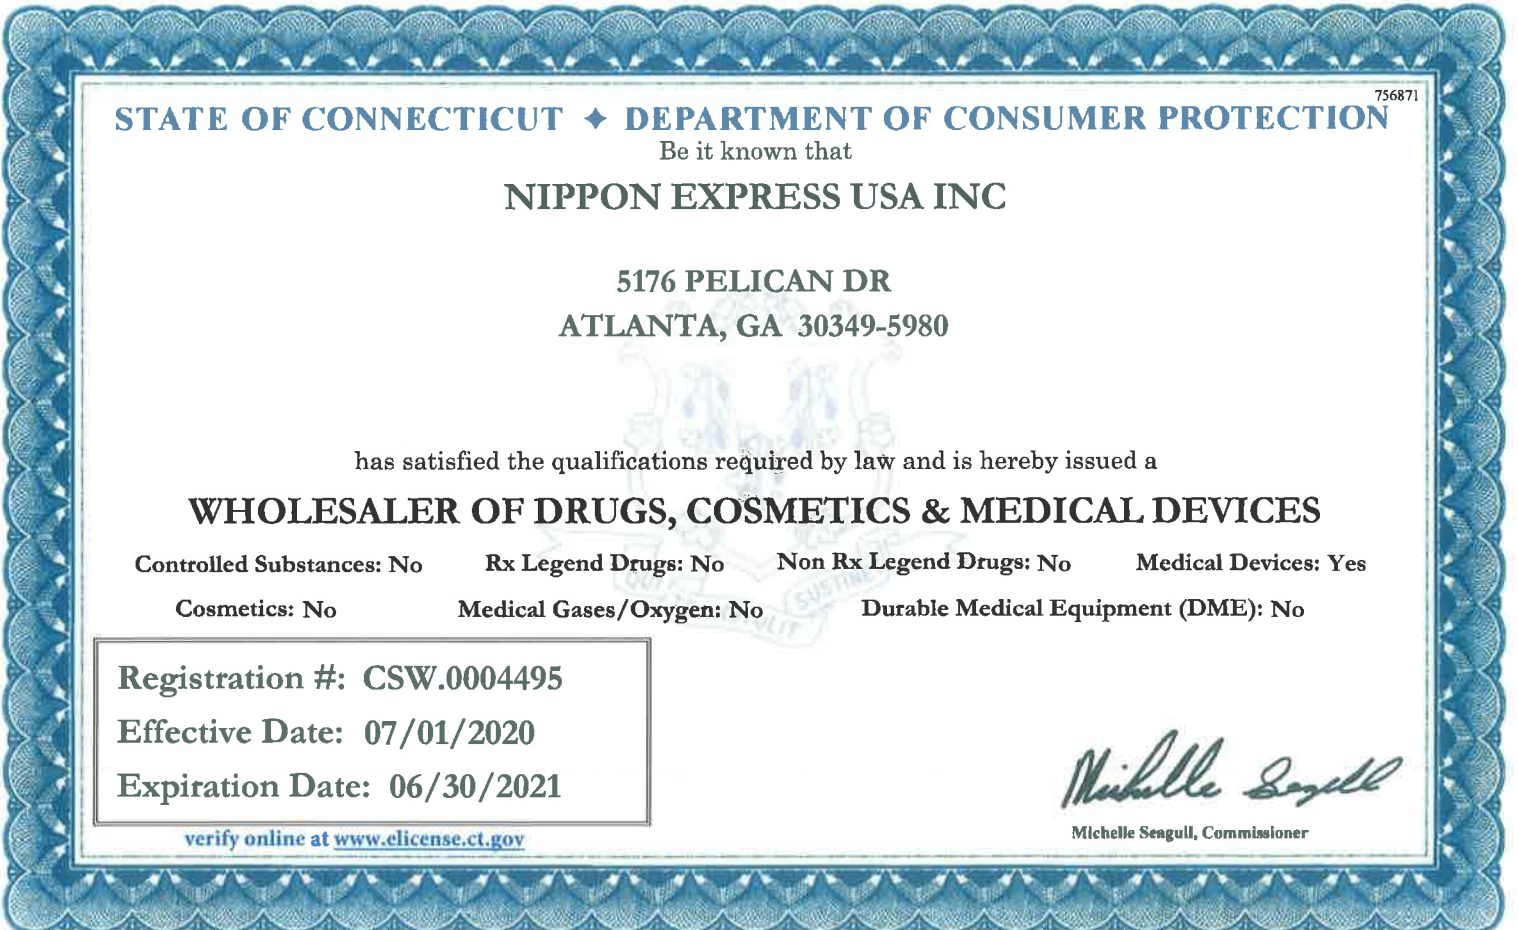 756871
STATE OF CONNECTICUT ✦ DEPARTMENT OF CONSUMER PROTECTION
Be it known that
NIPPON EXPRESS USA INC
5176 PELICAN DR
ATLANTA, GA 30349-5980
has satisfied the qualifications required by law and is hereby issued a
WHOLESALER OF DRUGS, COSMETICS & MEDICAL DEVICES
Controlled Substances: No Rx Legend Drugs: No Non Rx Legend Drugs: No Medical Devices: Yes
Cosmetics: No Medical Gases/Oxygen: No Durable Medical Equipment (DME): No
SUSTINET
Registration #: CSW.0004495
Effective Date: 07/01/2020
Expiration Date: 06/30/2021
verify online at www.elicense.ct.gov
Michelle Seagull
Michelle Seagull, Commissioner